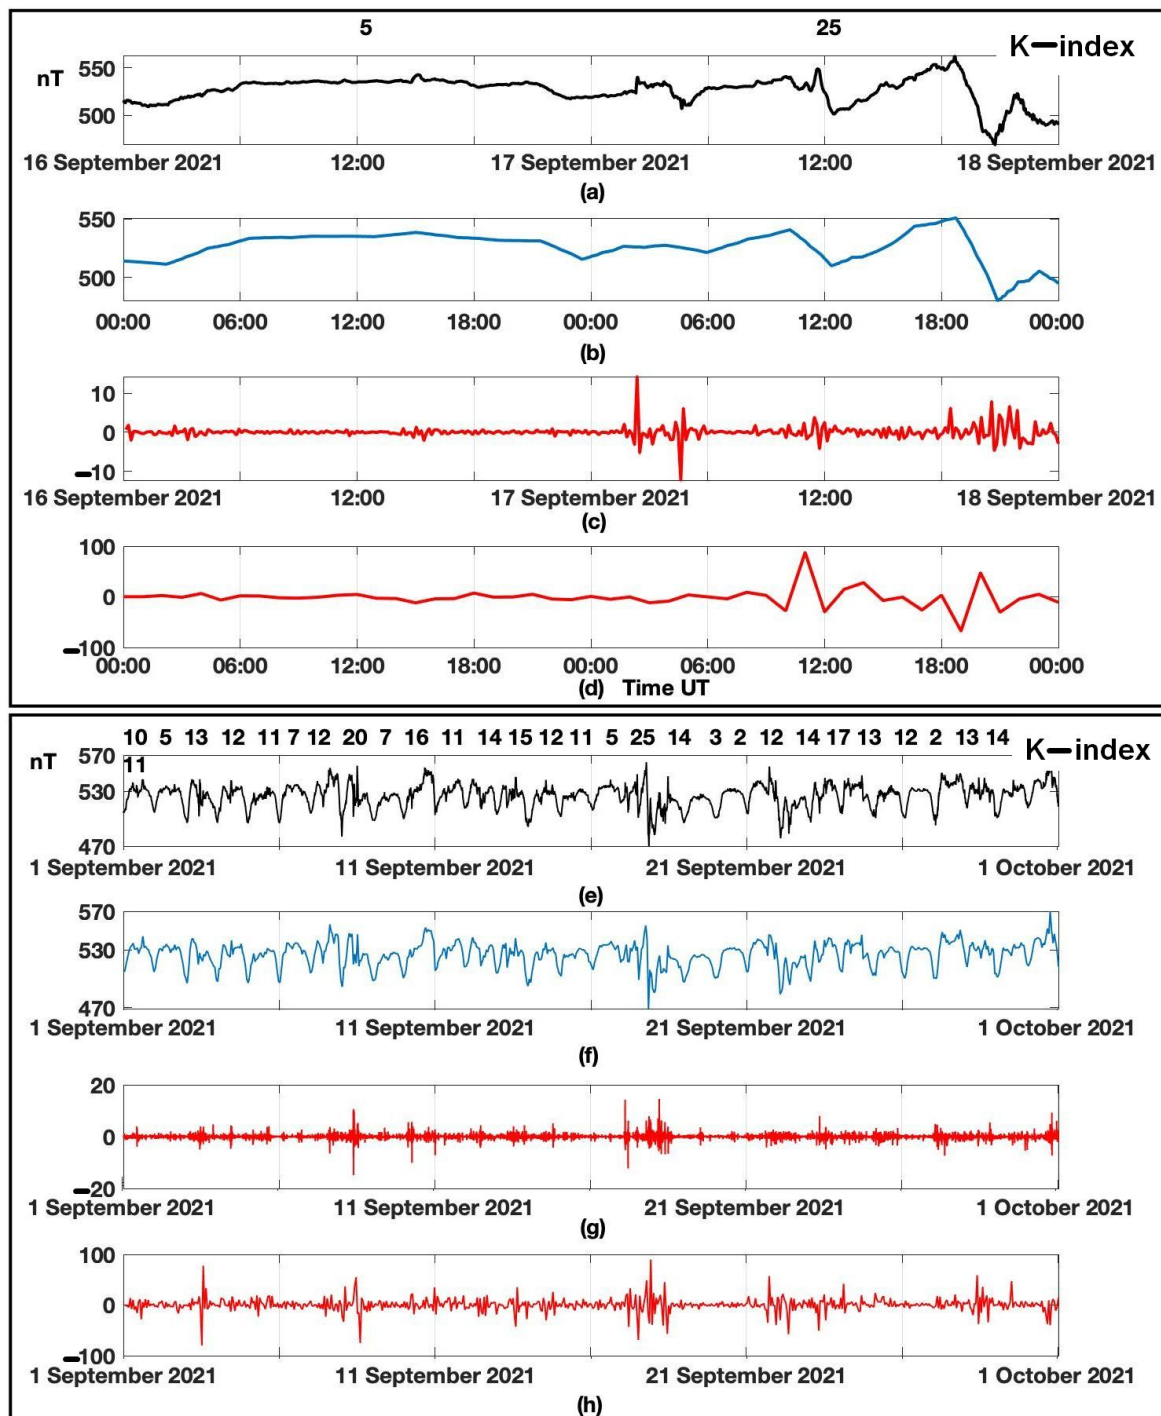 5 25
K−index
nT
550
500
16 September 2021 12:00 17 September 2021 12:00 18 September 2021
(a)
550
500
00:00 06:00 12:00 18:00 00:00 06:00 12:00 18:00 00:00
(b)
10
0
−10
16 September 2021 12:00 17 September 2021 12:00 18 September 2021
(c)
100
0
−100
00:00 06:00 12:00 18:00 00:00 06:00 12:00 18:00 00:00
(d) Time UT
10 5 13 12 11 7 12 20 7 16 11 14 15 12 11 5 25 14 3 2 12 14 17 13 12 2 13 14
K−index
nT
570
11
530
470
1 September 2021 11 September 2021 21 September 2021 1 October 2021
(e)
570
530
470
1 September 2021 11 September 2021 21 September 2021 1 October 2021
(f)
20
0
−20
1 September 2021 11 September 2021 21 September 2021 1 October 2021
(g)
100
0
−100
1 September 2021 11 September 2021 21 September 2021 1 October 2021
(h)